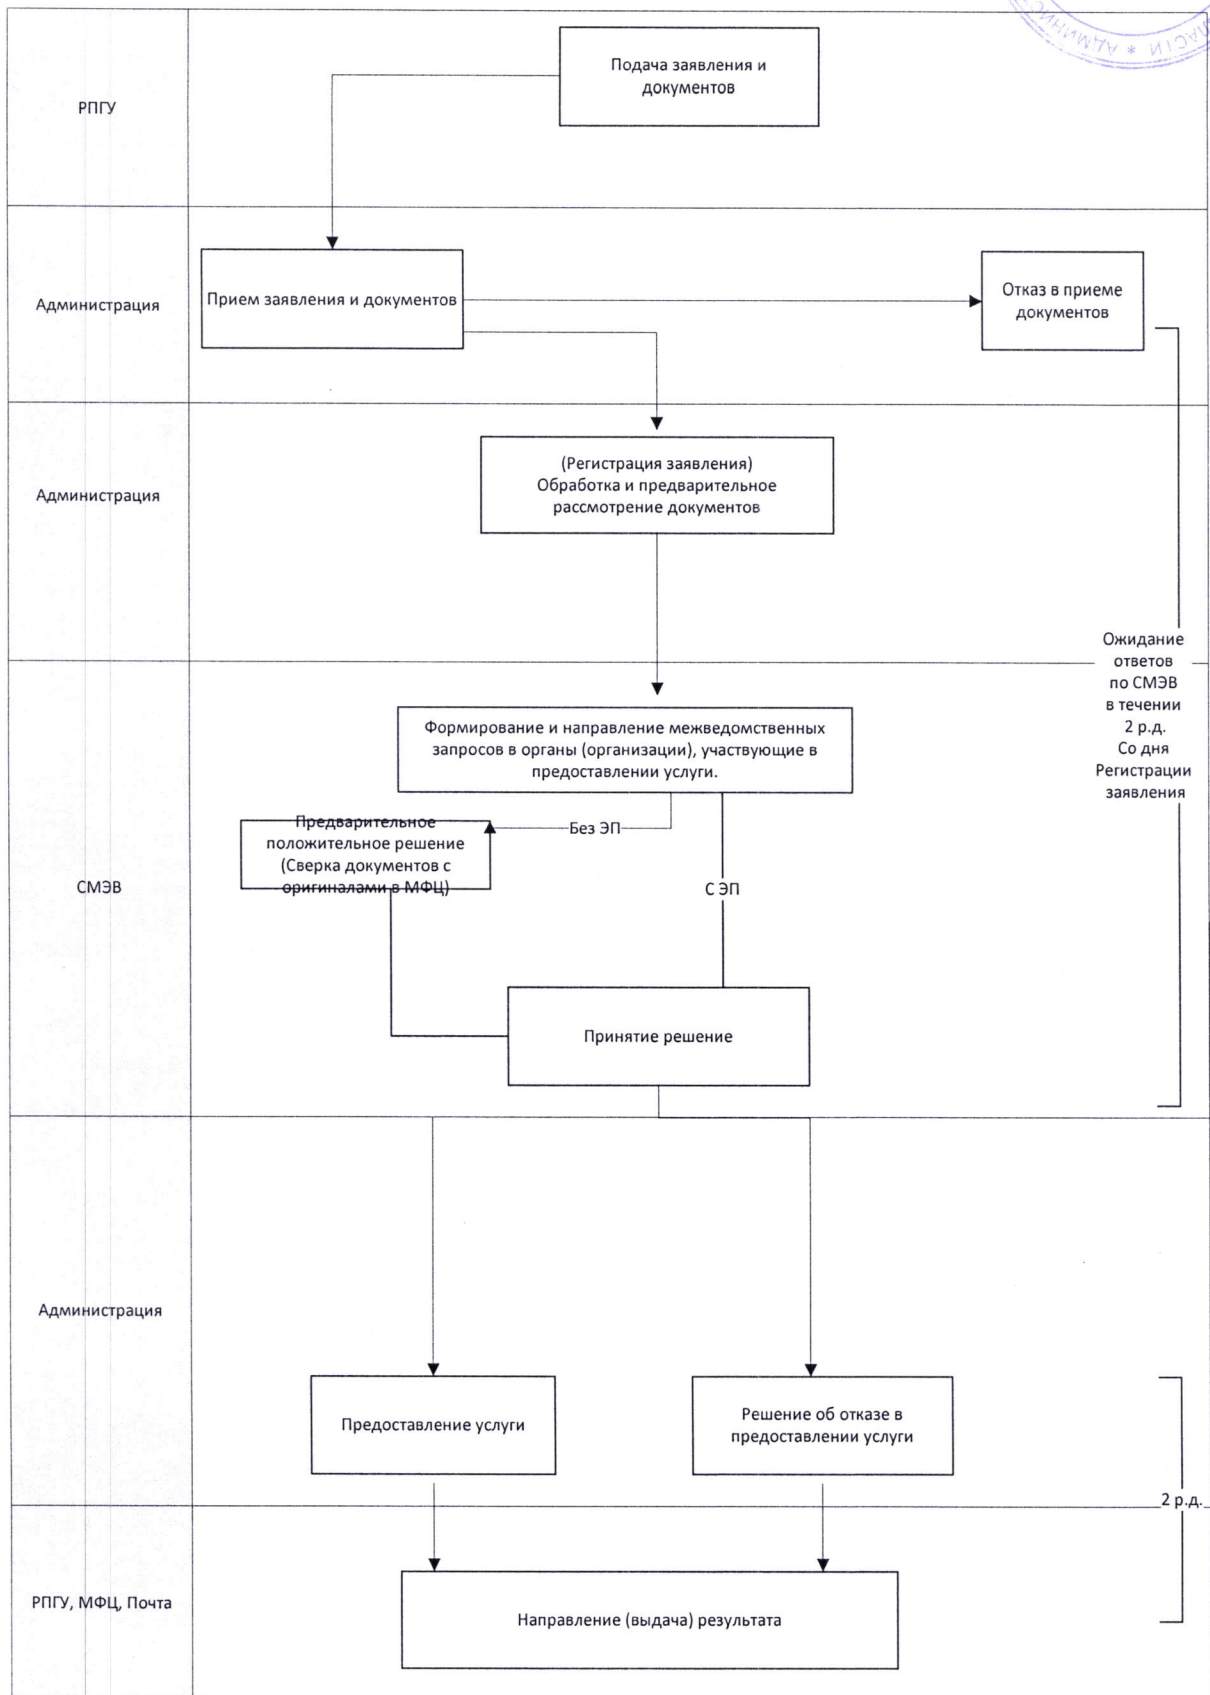 ЛАСТИ * АДМИНИС
Подача заявления и
документов
РПГУ
Прием заявления и документов
Отказ в приеме
документов
Администрация
(Регистрация заявления)
Обработка и предварительное
рассмотрение документов
Администрация
Ожидание
ответов
по СМЭВ
в течении
2 р.д.
Со дня
Регистрации
заявления
Формирование и направление межведомственных
запросов в органы (организации), участвующие в
предоставлении услуги.
Без ЭП
Предварительное
положительное решение
(Сверка документов с
оригиналами в МФЦ)
С ЭП
СМЭВ
Принятие решение
Администрация
Предоставление услуги
Решение об отказе в
предоставлении услуги
2 р.д.
РПГУ, МФЦ, Почта
Направление (выдача) результата